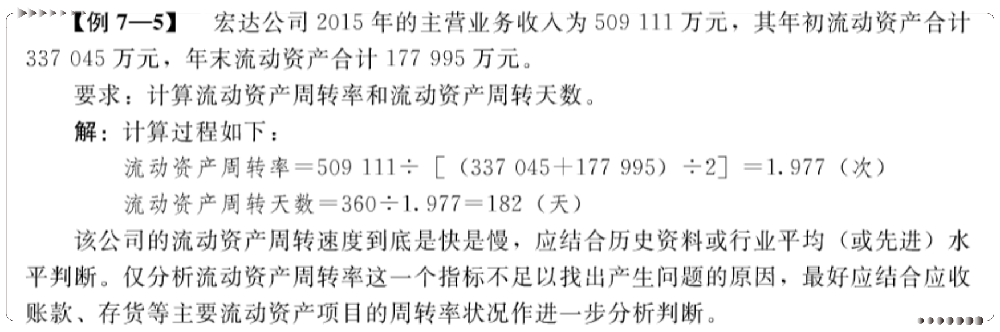 【例 7—5】 宏达公司 2015 年的主营业务收入为 509 111 万元，其年初流动资产合计
337 045 万元，年末流动资产合计 177 995 万元。
要求：计算流动资产周转率和流动资产周转天数。
解：计算过程如下：
流动资产周转率＝509 111÷［（337 045＋177 995）÷2］＝1.977（次）
流动资产周转天数＝360÷1.977＝182（天）
该公司的流动资产周转速度到底是快是慢，应结合历史资料或行业平均（或先进）水
平判断。仅分析流动资产周转率这一个指标不足以找出产生问题的原因，最好应结合应收
账款、存货等主要流动资产项目的周转率状况作进一步分析判断。